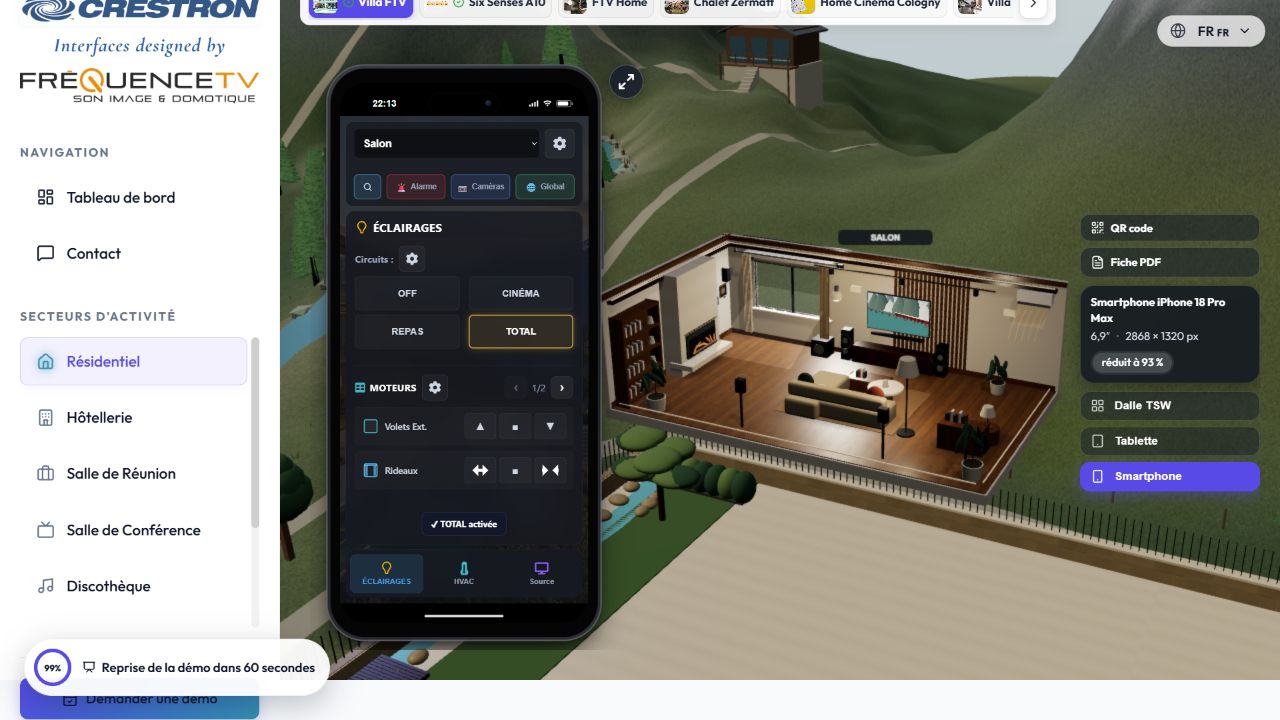 CRESTRON
Interfaces designed by
FRÉQUENCETV
SON IMAGE & DOMOTIQUE
NAVIGATION
Tableau de bord
Contact
SECTEURS D'ACTIVITÉ
Résidentiel
Hôtellerie
Salle de Réunion
Salle de Conférence
Discothèque
99%
Reprise de la démo dans 60 secondes
Demander une démo
Villa FTV
Six Senses A10
FTV Home
Chalet Zermatt
Home Cinéma Cologny
Villa
FR FR
22:13
Salon
Alarme
Caméras
Global
ÉCLAIRAGES
Circuits :
OFF
CINÉMA
REPAS
TOTAL
MOTEURS
1/2
Volets Ext.
Rideaux
✓ TOTAL activée
ÉCLAIRAGES
HVAC
Source
SALON
QR code
Fiche PDF
Smartphone iPhone 18 Pro
Max
6,9″ · 2868 × 1320 px
réduit à 93 %
Dalle TSW
Tablette
Smartphone